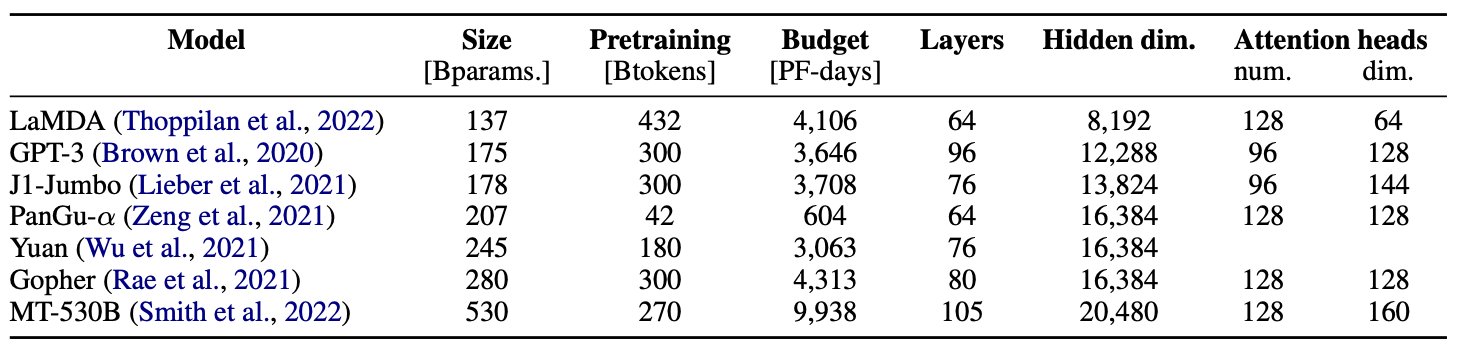 Model Size Pretraining Budget Layers Hidden dim. Attention heads
[Bparams.] [Btokens] [PF-days] num. dim.
LaMDA (Thoppilan et al., 2022) 137 432 4,106 64 8,192 128 64
GPT-3 (Brown et al., 2020) 175 300 3,646 96 12,288 96 128
J1-Jumbo (Lieber et al., 2021) 178 300 3,708 76 13,824 96 144
PanGu-α (Zeng et al., 2021) 207 42 604 64 16,384 128 128
Yuan (Wu et al., 2021) 245 180 3,063 76 16,384
Gopher (Rae et al., 2021) 280 300 4,313 80 16,384 128 128
MT-530B (Smith et al., 2022) 530 270 9,938 105 20,480 128 160